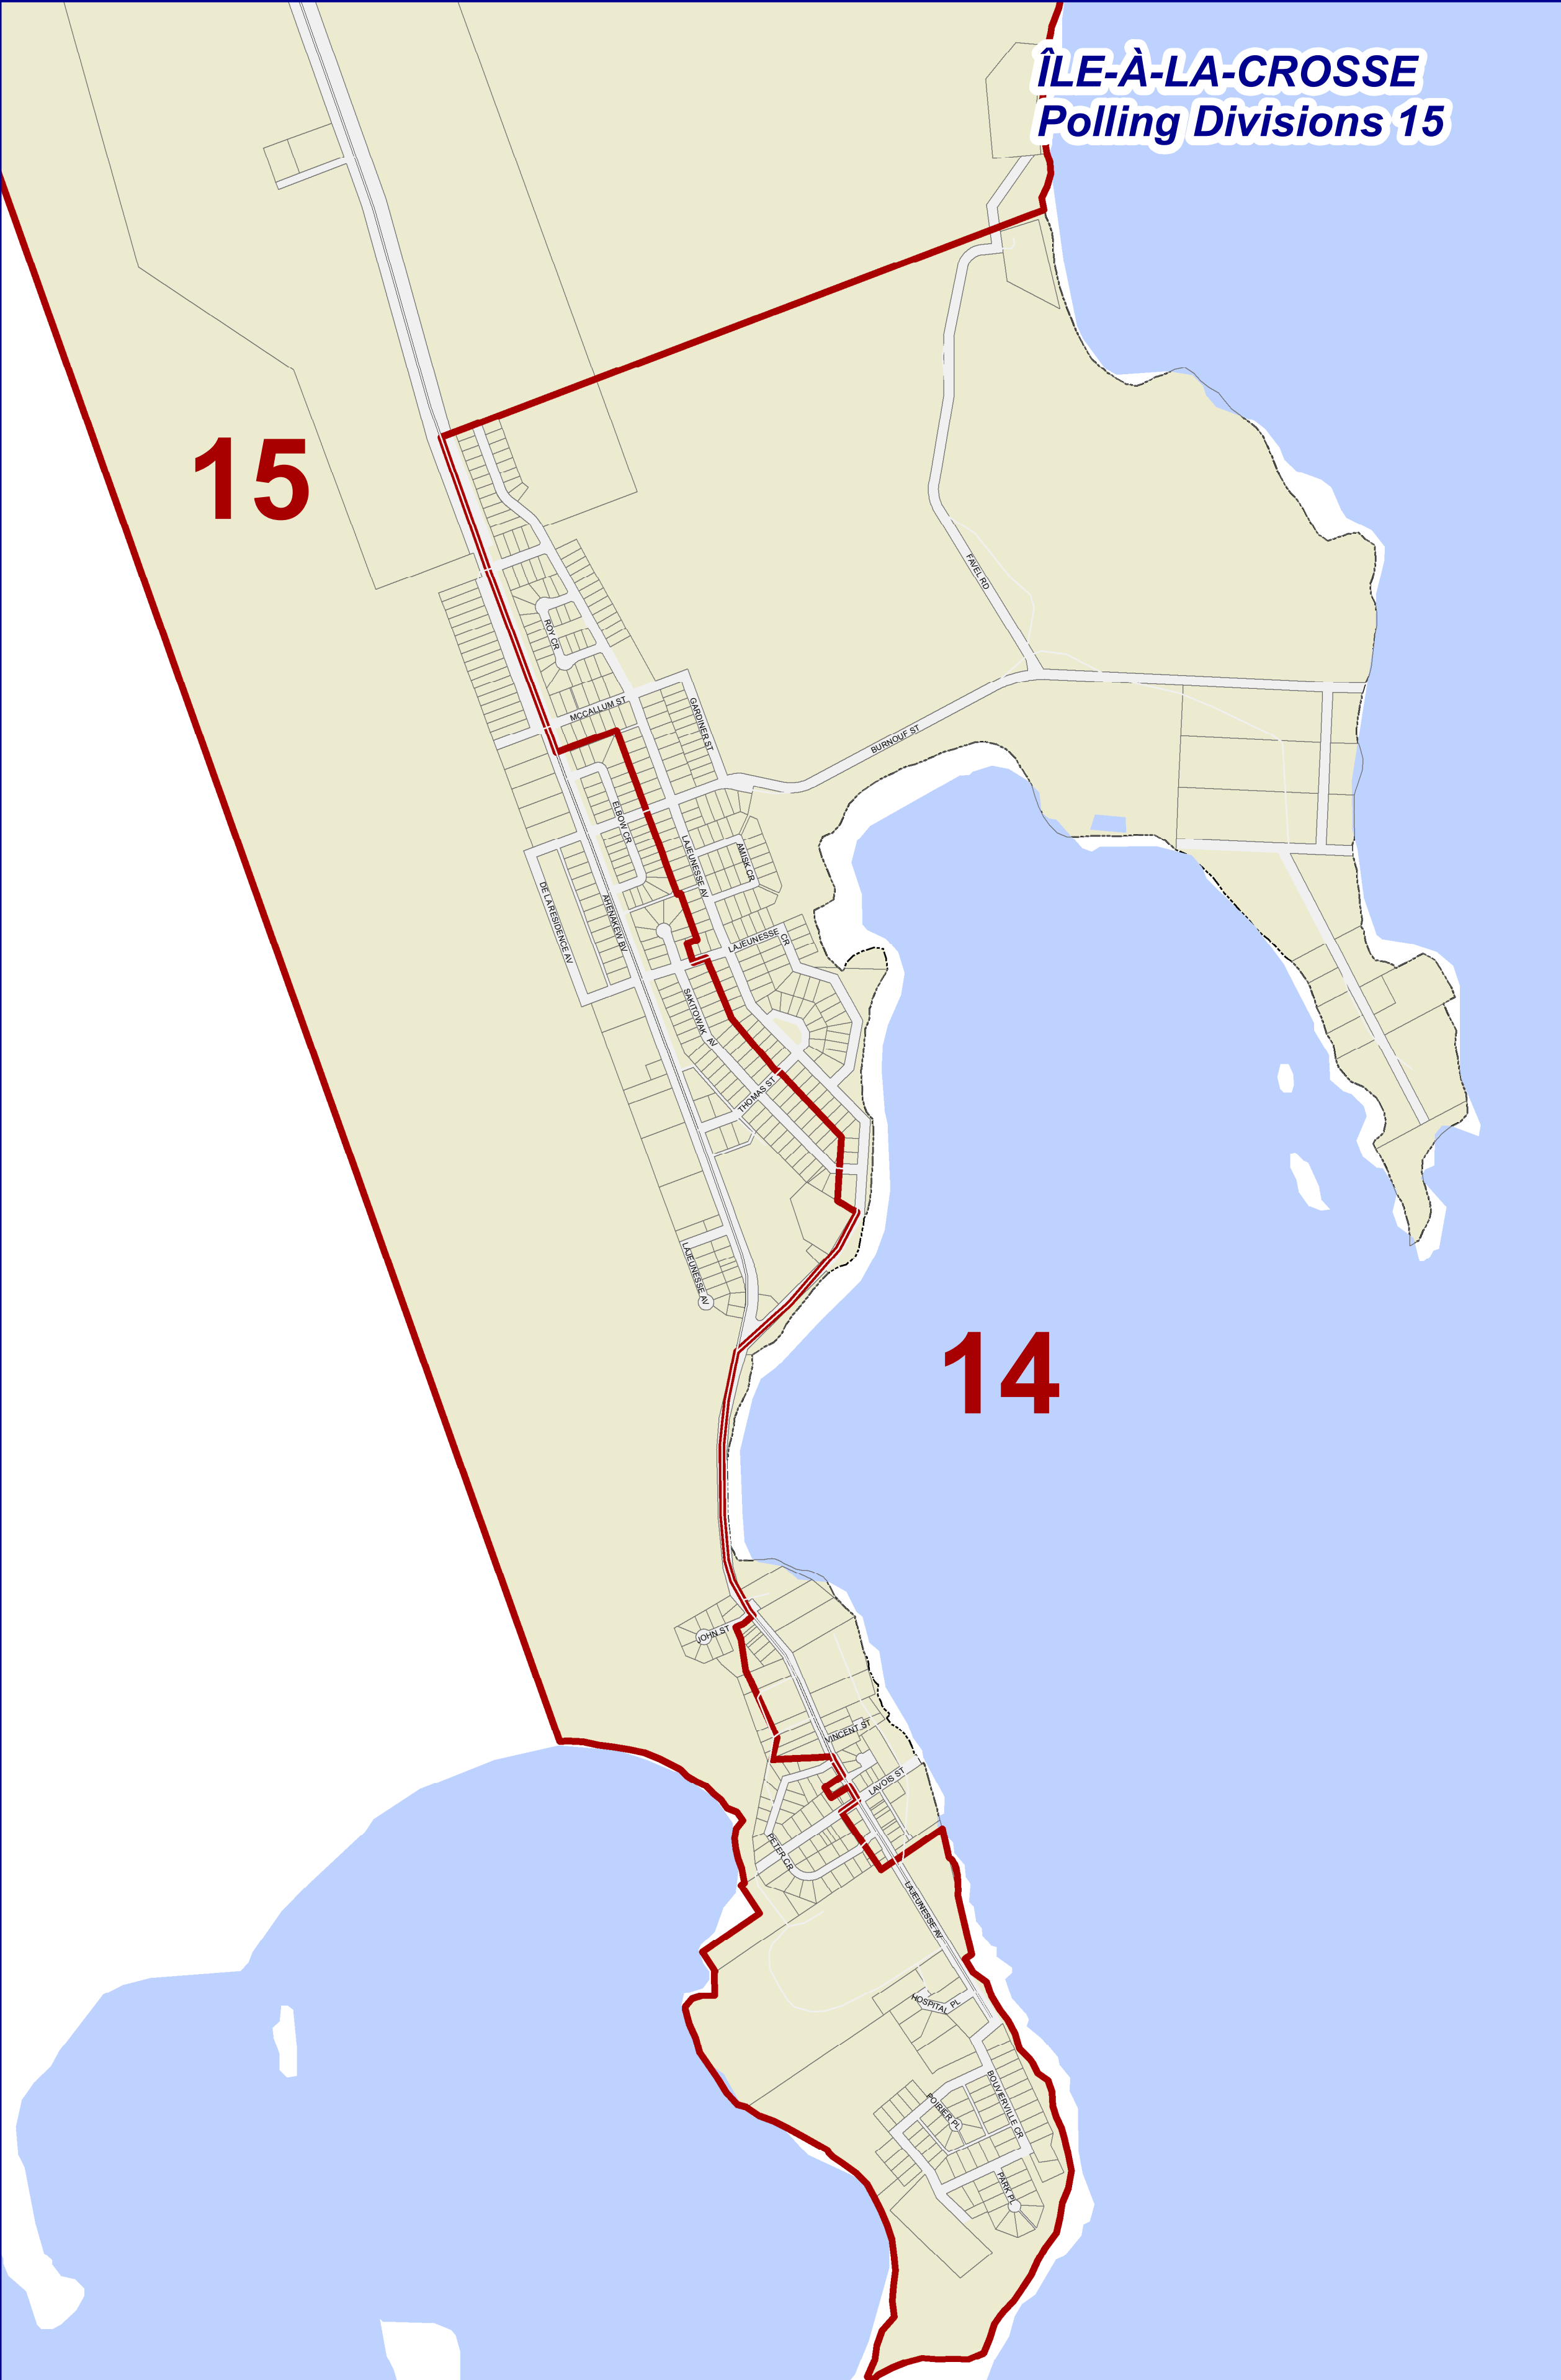 ÎLE-À-LA-CROSSE
Polling Divisions 15
15
FAVEL RD
ROY CR
MCCALLUM ST
GARDINER ST
BURNOUF ST
ELBOW CR
LAJEUNESSE AV
AMISK CR
DE LA RESIDENCE AV
AHENAKEW BV
LAJEUNESSE CR
SAKITOWAK AV
THOMAS ST
LAJEUNESSE AV
14
JOHN ST
VINCENT ST
LAVOIS ST
PETER CR
LAJEUNESSE AV
HOSPITAL PL
BOUVIERVILLE CR
POIRIER PL
PARK PL